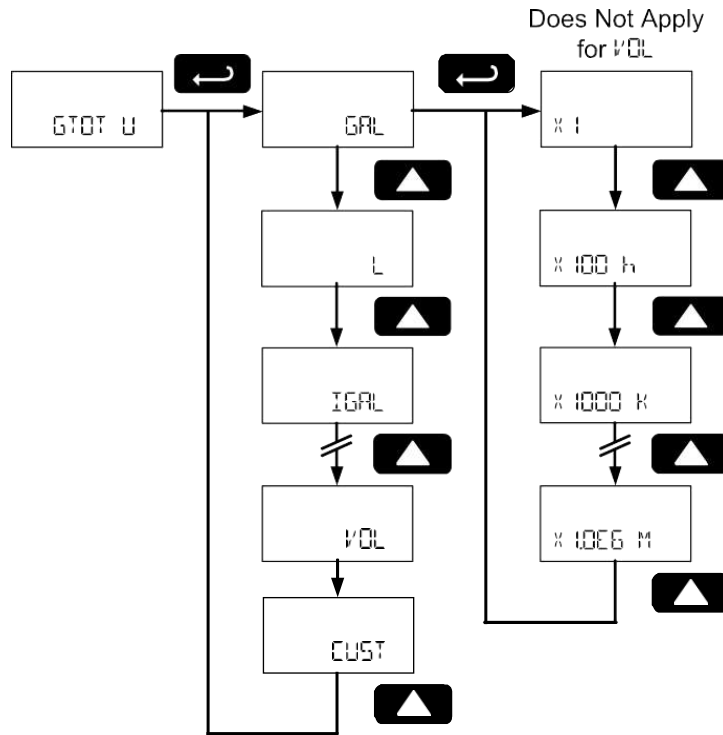 Does Not Apply
for VOL
GTOT U
GAL
X 1
L
X 100 h
IGAL
X 1000 K
VOL
X 1.0E6 M
CUST